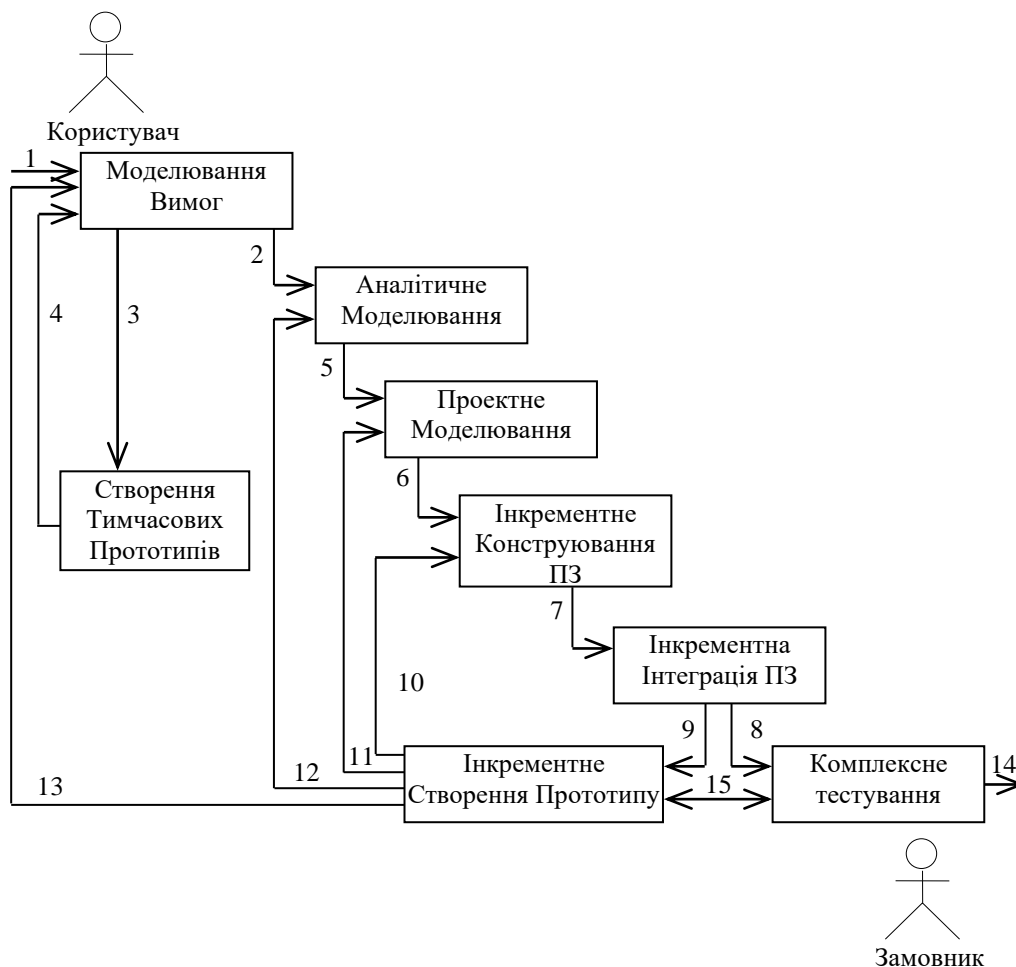 Користувач
1
Моделювання
Вимог
2
Аналітичне
Моделювання
4
3
5
Проектне
Моделювання
6
Створення
Тимчасових
Прототипів
Інкрементне
Конструювання
ПЗ
7
Інкрементна
Інтеграція ПЗ
10
9
8
11
Інкрементне
Створення Прототипу
12
13
15
Комплексне
тестування
14
Замовник